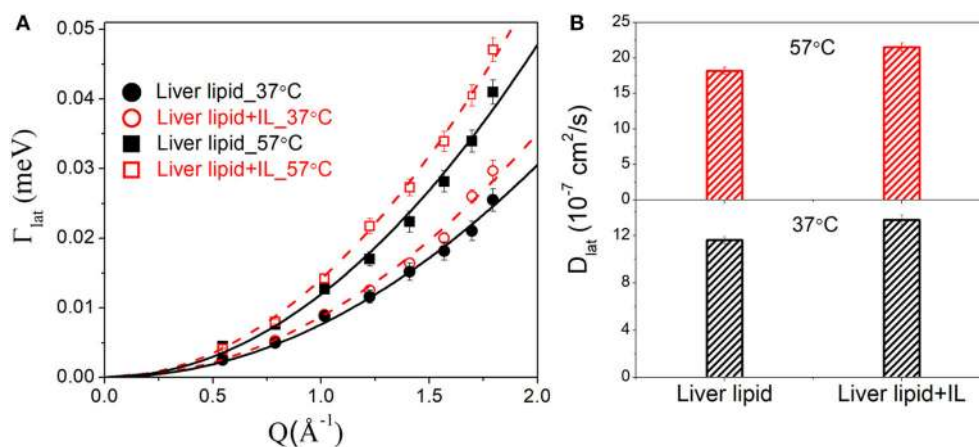 A
0.05
0.04
0.03
0.02
0.01
0.00
Γlat (meV)
Liver lipid_37°C
Liver lipid+IL_37°C
Liver lipid_57°C
Liver lipid+IL_57°C
0.0 0.5 1.0 1.5 2.0
Q(Å⁻¹)
B
25
20
15
10
5
0
57°C
12
8
4
0
37°C
Dlat (10⁻⁷ cm²/s)
Liver lipid Liver lipid+IL